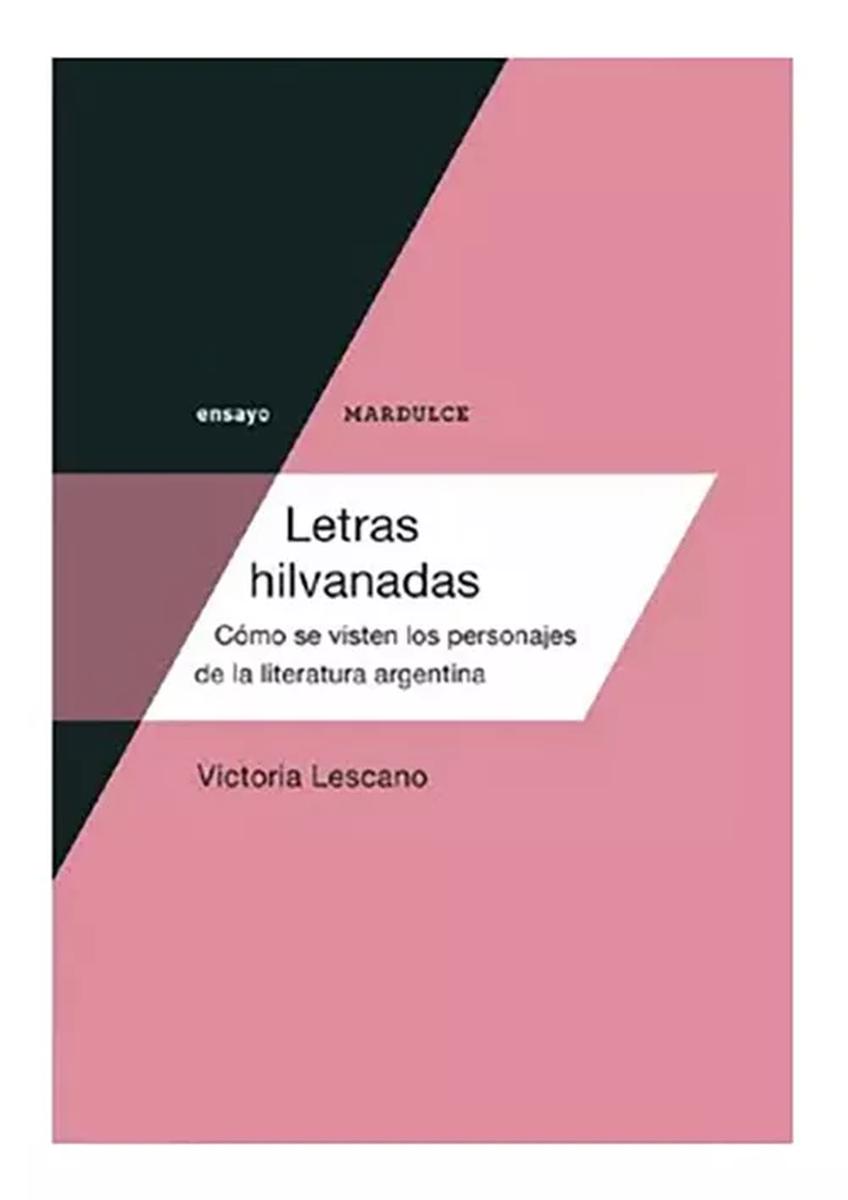 ensayo MARDULCE
Letras
hilvanadas
Cómo se visten los personajes
de la literatura argentina
Victoria Lescano